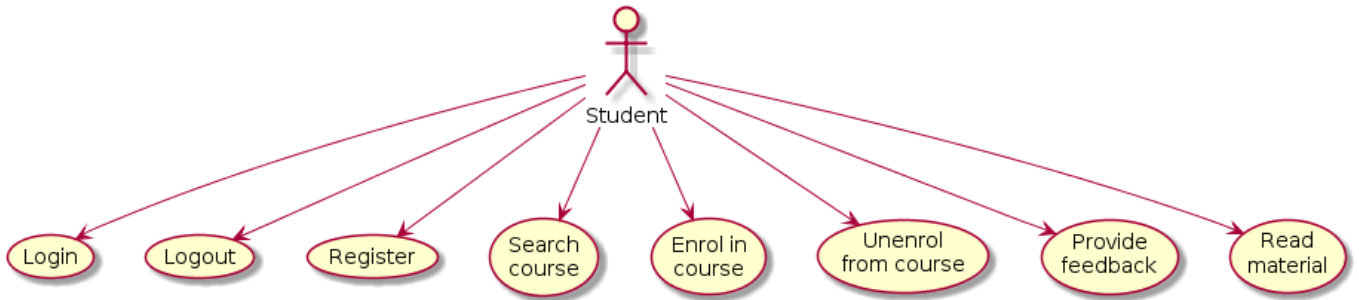 Student
Login
Logout
Register
Search
course
Enrol in
course
Unenrol
from course
Provide
feedback
Read
material